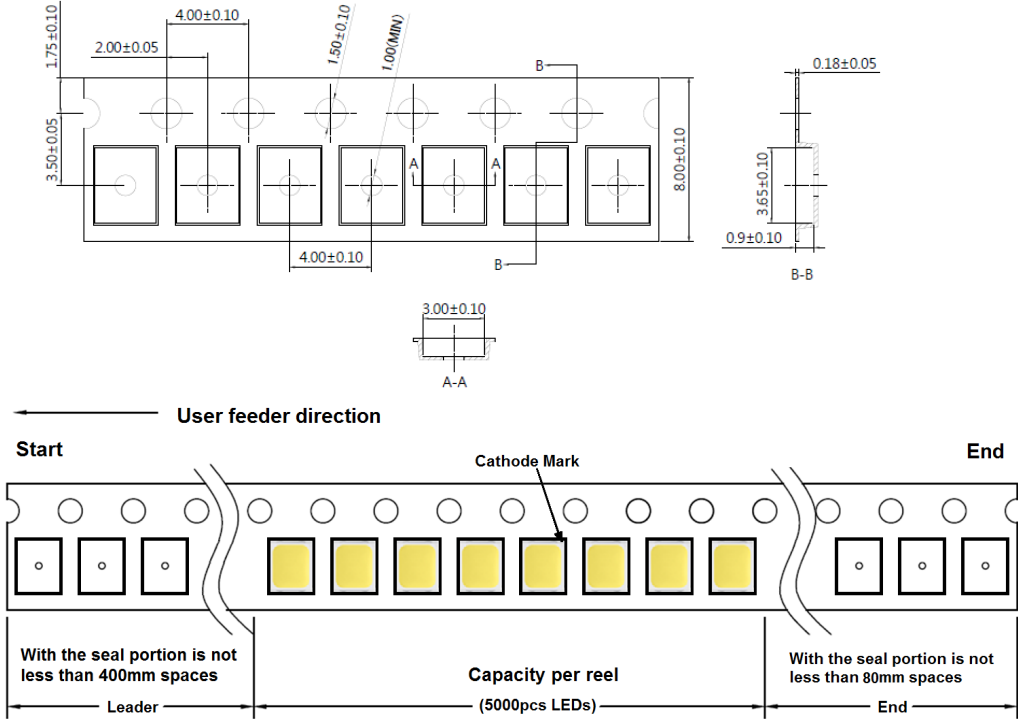 1.75±0.10
4.00±0.10
2.00±0.05
1.50±0.10
1.00(MIN)
B
0.18±0.05
3.50±0.05
A
A
8.00±0.10
3.65±0.10
0.9±0.10
4.00±0.10
B
B-B
3.00±0.10
A-A
User feeder direction
Start
End
Cathode Mark
With the seal portion is not
less than 400mm spaces
Capacity per reel
With the seal portion is not
less than 80mm spaces
Leader
(5000pcs LEDs)
End